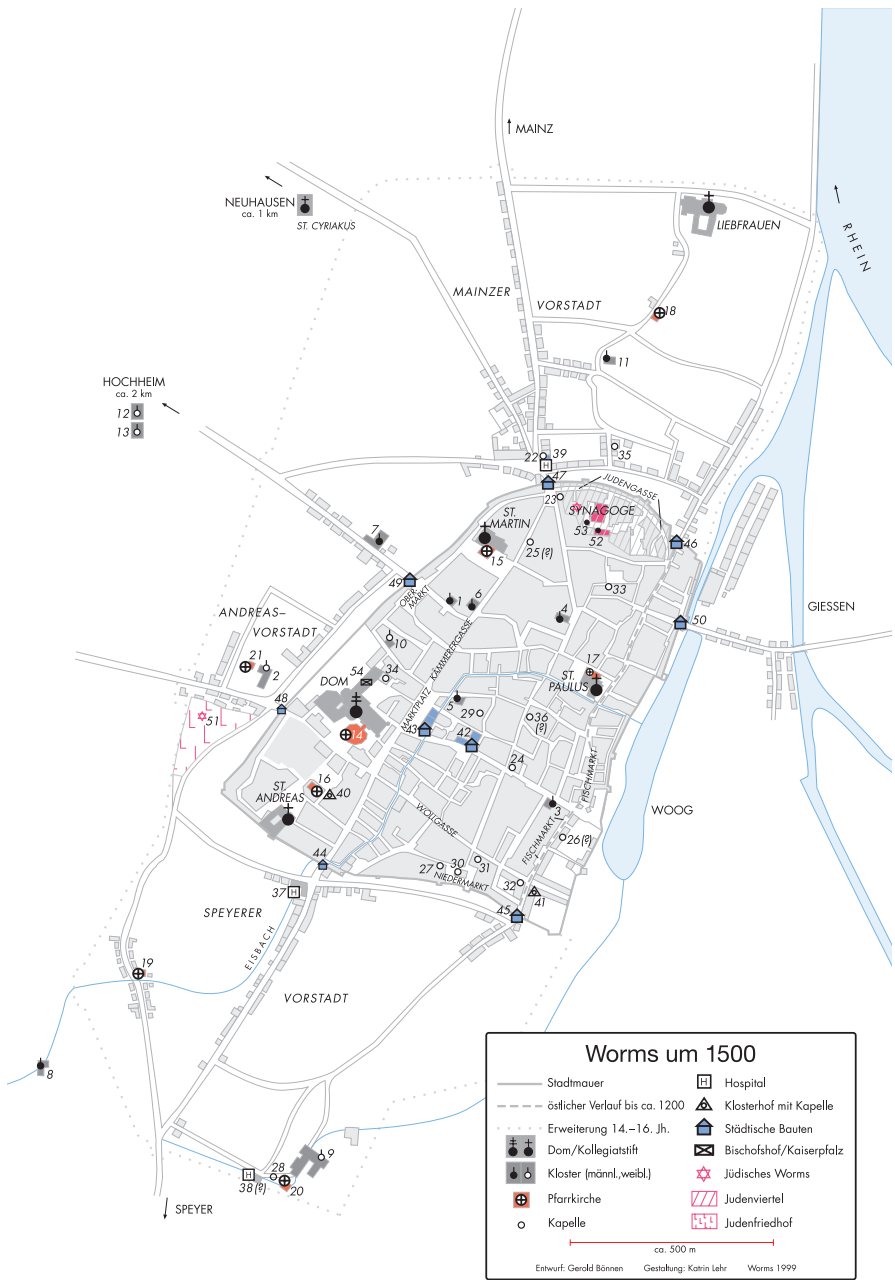 MAINZ
NEUHAUSEN
ca. 1 km
ST. CYRIAKUS
LIEBFRAUEN
RHEIN
MAINZER VORSTADT
18
11
HOCHHEIM
ca. 2 km
12
13
22
39
35
H
47
JUDENGASSE
23
ST. MARTIN
SYNAGOGE
7
53
52
46
15
25 (?)
49
OBER-
MARKT
1
6
33
ANDREAS–
VORSTADT
4
GIESSEN
50
10
KÄMMERERGASSE
21
2
54
34
17
DOM
ST. PAULUS
MARKTPLATZ
5
29
36
(?)
48
51
14
43
42
24
16
40
ST. ANDREAS
FISCHMARKT
WOLLGASSE
3
WOOG
FISCHMARKT
26 (?)
44
27
30
31
NIEDERMARKT
32
37
H
41
45
SPEYERER
EISBACH
19
VORSTADT
8
9
28
H
38 (?)
20
SPEYER
Worms um 1500
Stadtmauer
östlicher Verlauf bis ca. 1200
Erweiterung 14.–16. Jh.
Dom/Kollegiatstift
Kloster (männl.,weibl.)
Pfarrkirche
Kapelle
H Hospital
Klosterhof mit Kapelle
Städtische Bauten
Bischofshof/Kaiserpfalz
Jüdisches Worms
Judenviertel
Judenfriedhof
ca. 500 m
Entwurf: Gerold Bönnen Gestaltung: Katrin Lehr Worms 1999